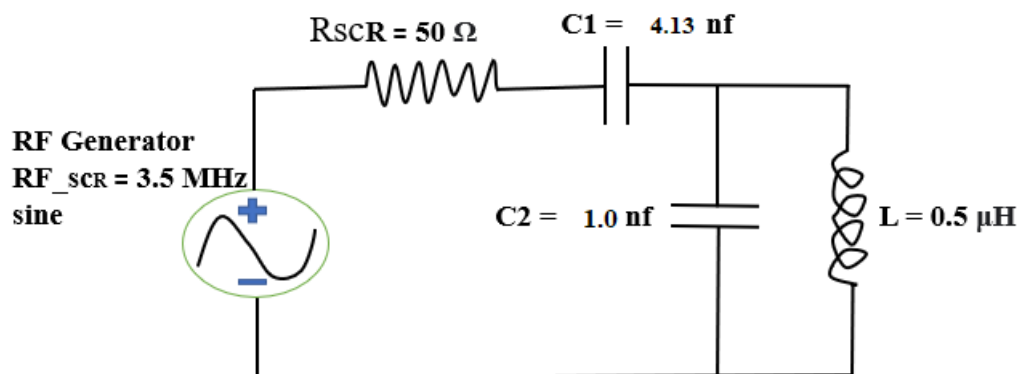 RscR = 50 Ω
C1 = 4.13 nf
RF Generator
RF_scR = 3.5 MHz
sine
C2 = 1.0 nf
L = 0.5 μH